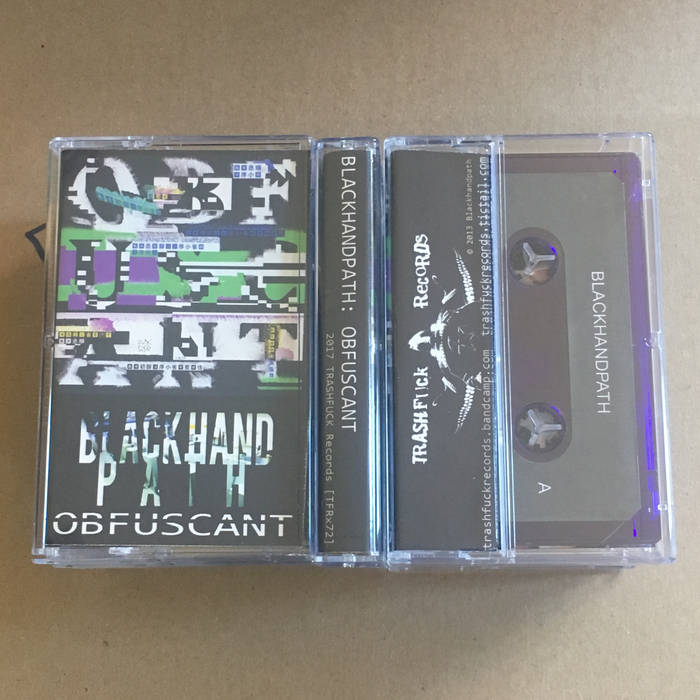 BLACKHAND
PATH
OBFUSCANT
BLACKHANDPATH: OBFUSCANT
2017 TRASHFUCK Records [TFRx72]
TRASHFUCK RECORDS
© 2013 Blackhandpath
trashfuckrecords.bandcamp.com trashfuckrecords.tictail.com
BLACKHANDPATH
A